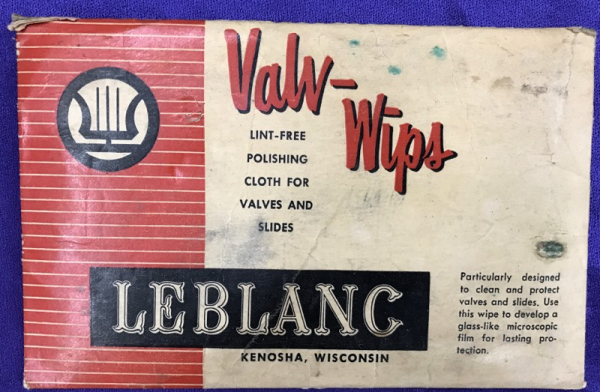 Valv-
Wips
LINT-FREE
POLISHING
CLOTH FOR
VALVES AND
SLIDES
LEBLANC
KENOSHA, WISCONSIN
Particularly designed
to clean and protect
valves and slides. Use
this wipe to develop a
glass-like microscopic
film for lasting pro-
tection.